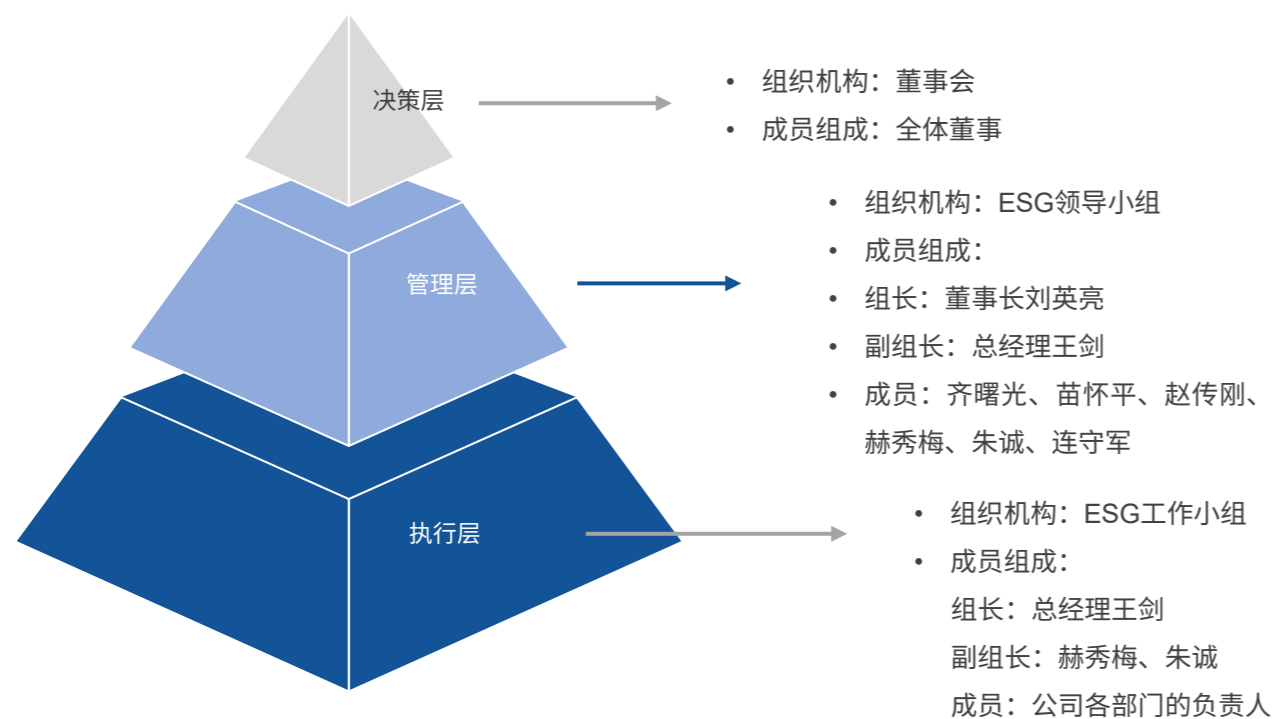 决策层
• 组织机构：董事会
• 成员组成：全体董事
管理层
• 组织机构：ESG领导小组
• 成员组成：
• 组长：董事长刘英亮
• 副组长：总经理王剑
• 成员：齐曙光、苗怀平、赵传刚、
赫秀梅、朱诚、连守军
执行层
• 组织机构：ESG工作小组
• 成员组成：
组长：总经理王剑
副组长：赫秀梅、朱诚
成员：公司各部门的负责人